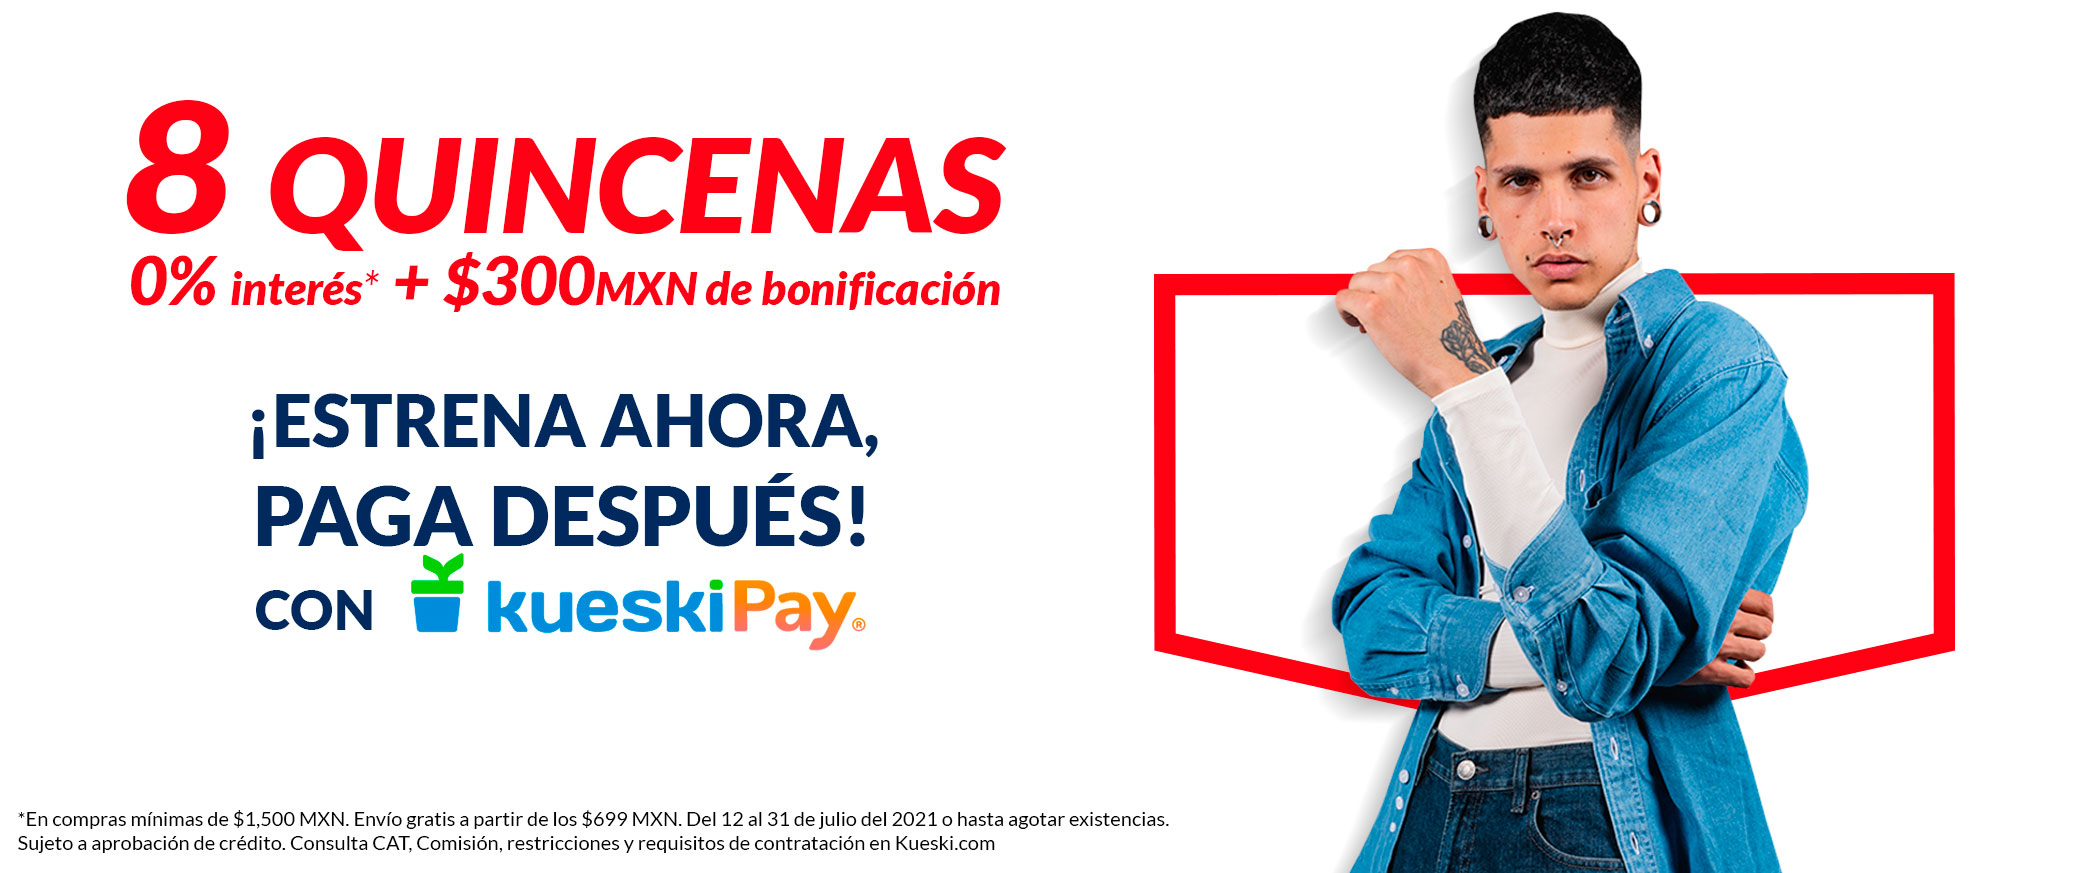 8 QUINCENAS
0% interés* + $300MXN de bonificación
¡ESTRENA AHORA,
PAGA DESPUÉS!
CON kueskiPay®
*En compras mínimas de $1,500 MXN. Envío gratis a partir de los $699 MXN. Del 12 al 31 de julio del 2021 o hasta agotar existencias.
Sujeto a aprobación de crédito. Consulta CAT, Comisión, restricciones y requisitos de contratación en Kueski.com